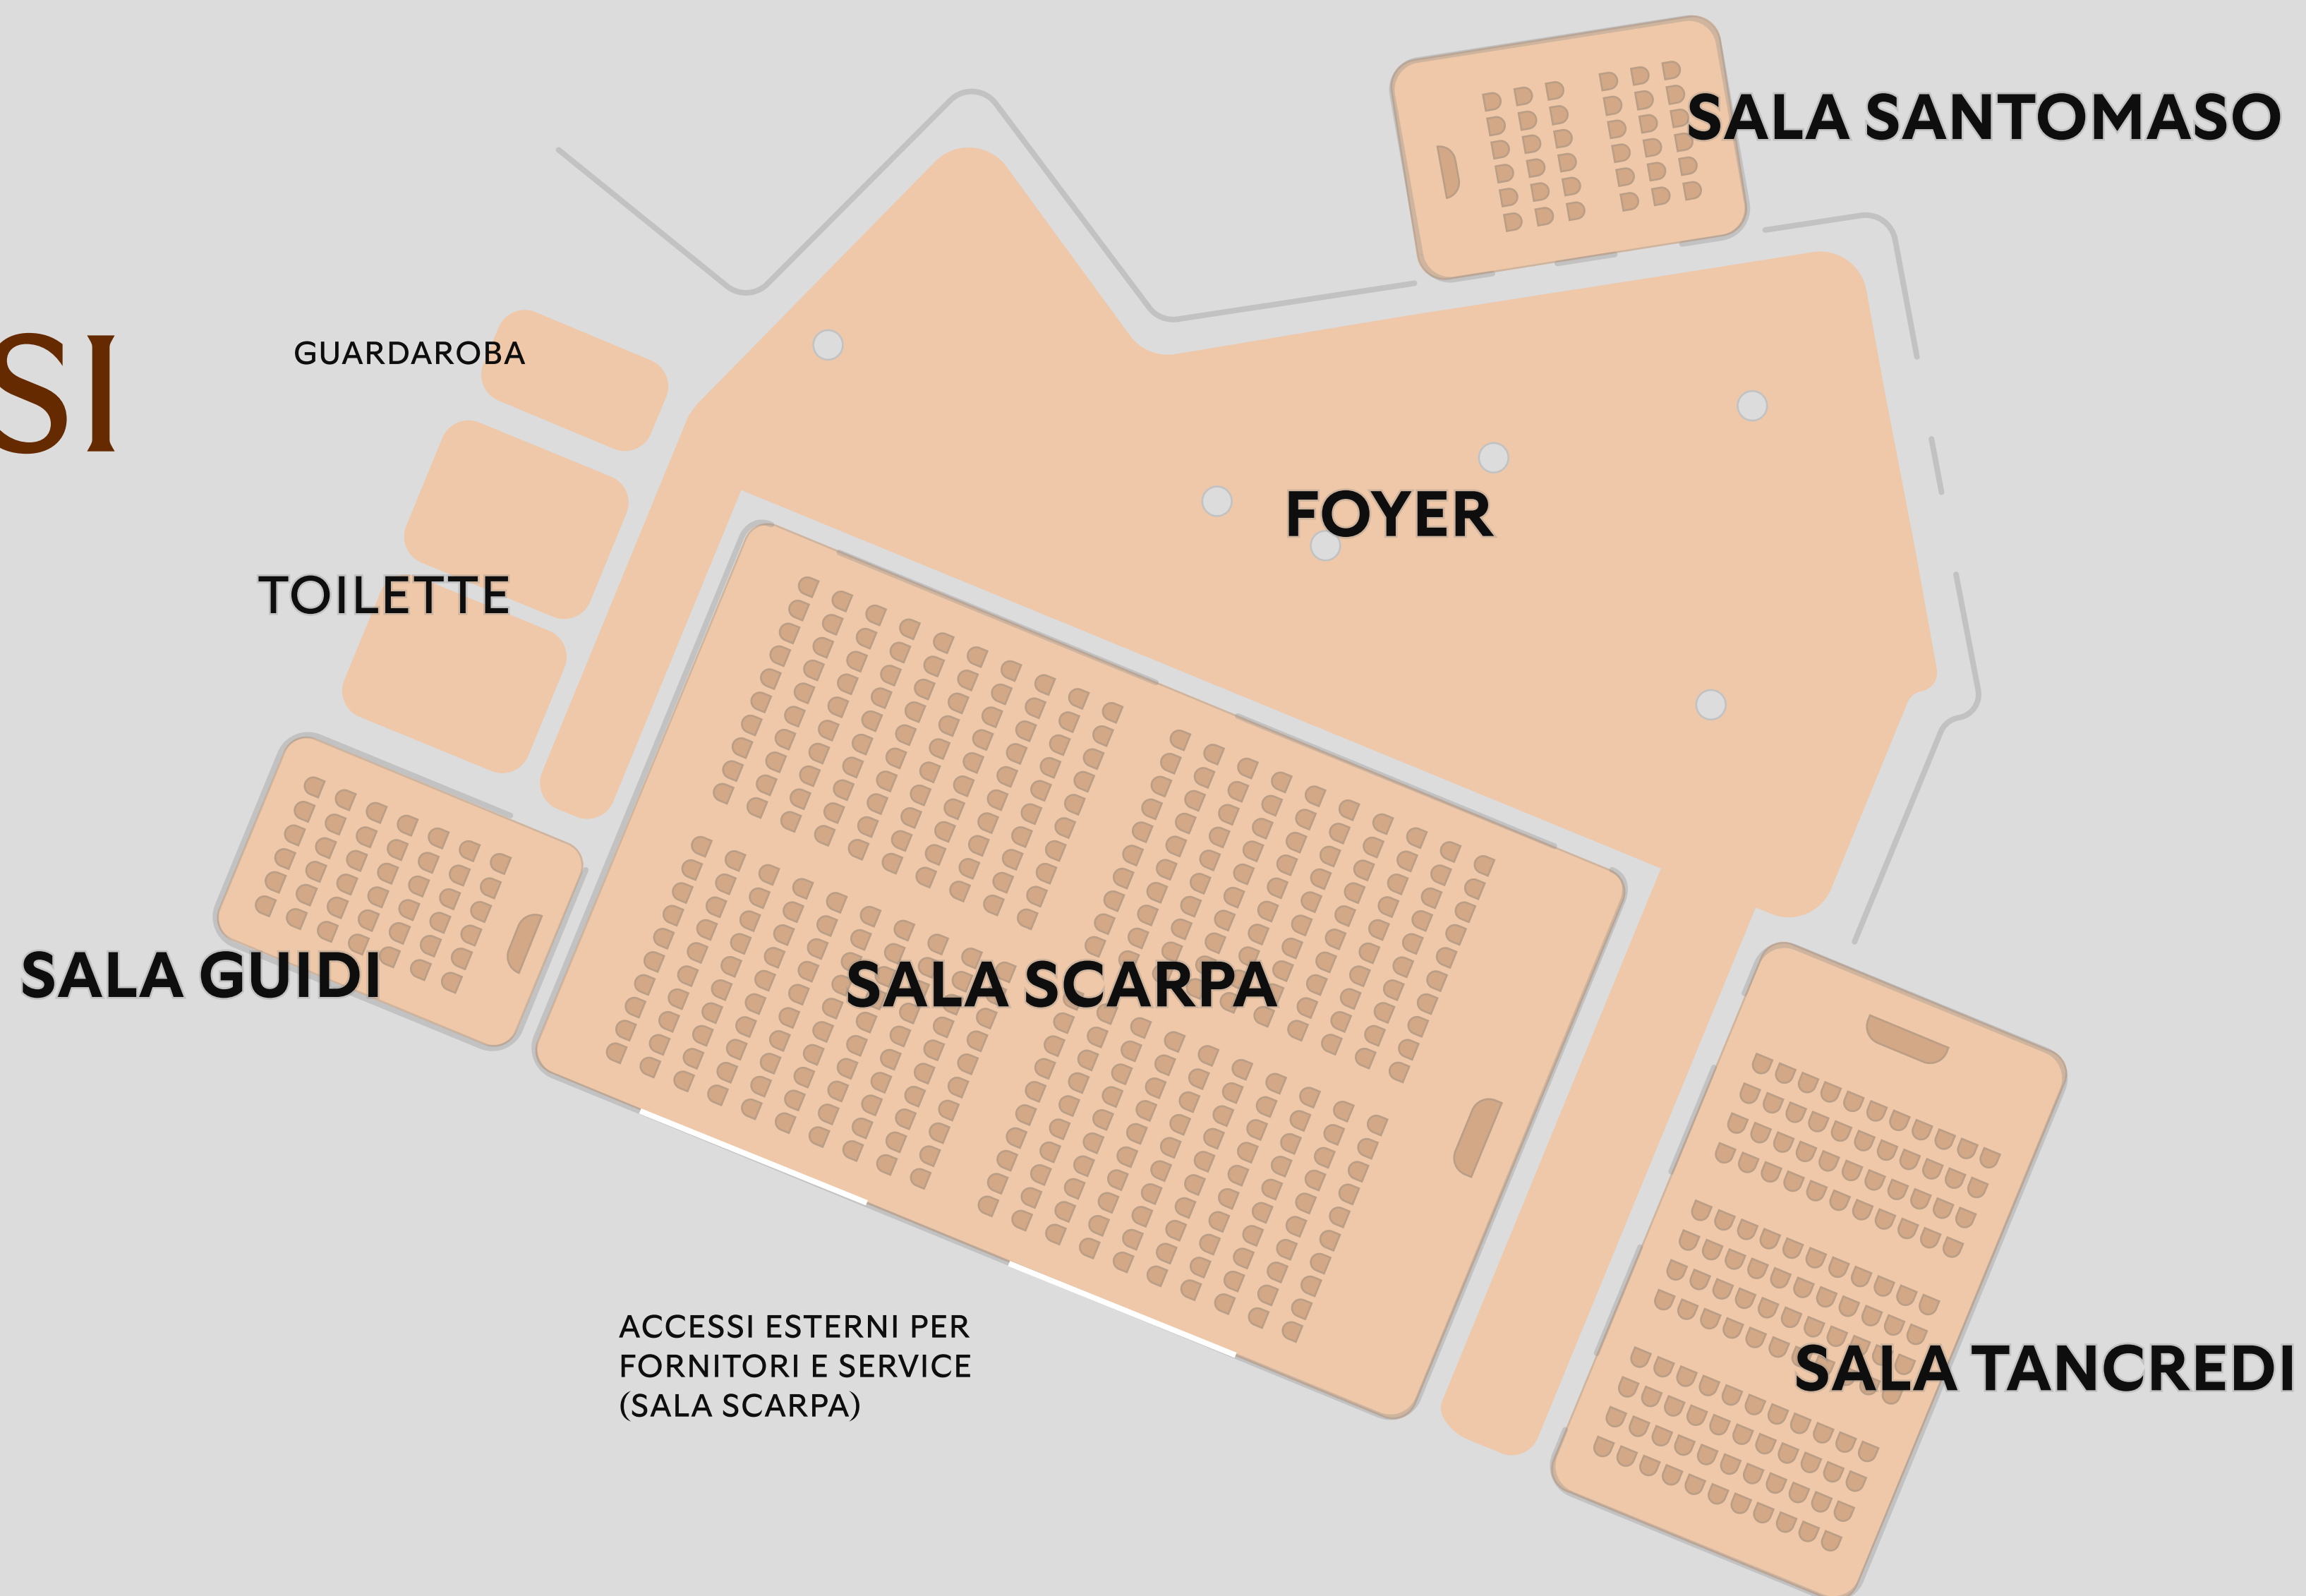 SALA SANTOMASO
GUARDAROBA
SI
FOYER
TOILETTE
SALA GUIDI
SALA SCARPA
ACCESSI ESTERNI PER
FORNITORI E SERVICE
(SALA SCARPA)
SALA TANCREDI